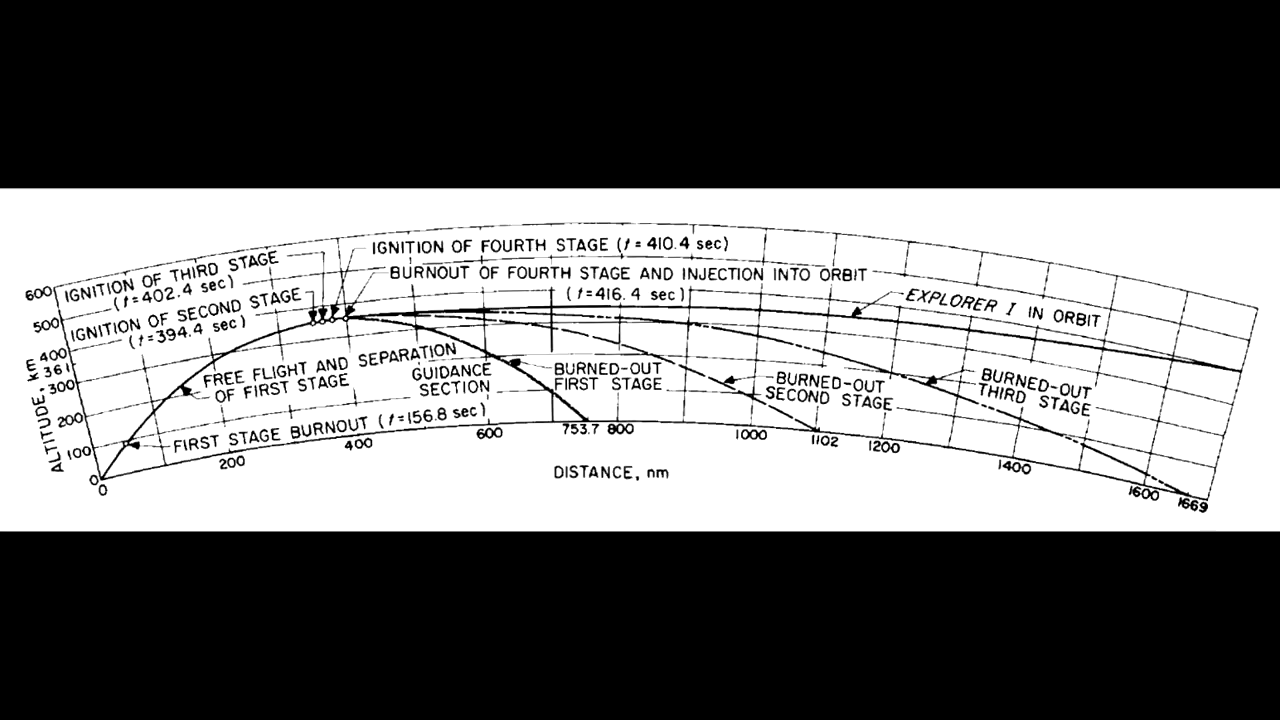 IGNITION OF FOURTH STAGE (t = 410.4 sec)
BURNOUT OF FOURTH STAGE AND INJECTION INTO ORBIT
(t = 416.4 sec)
IGNITION OF THIRD STAGE
(t = 402.4 sec)
IGNITION OF SECOND STAGE
(t = 394.4 sec)
EXPLORER I IN ORBIT
FREE FLIGHT AND SEPARATION
OF FIRST STAGE
GUIDANCE
SECTION
BURNED-OUT
FIRST STAGE
BURNED-OUT
SECOND STAGE
BURNED-OUT
THIRD STAGE
FIRST STAGE BURNOUT (t = 156.8 sec)
ALTITUDE, km
600
500
400
361
300
200
100
0
0
200
400
600
753.7
800
1000
1102
1200
1400
1600
1669
DISTANCE, nm